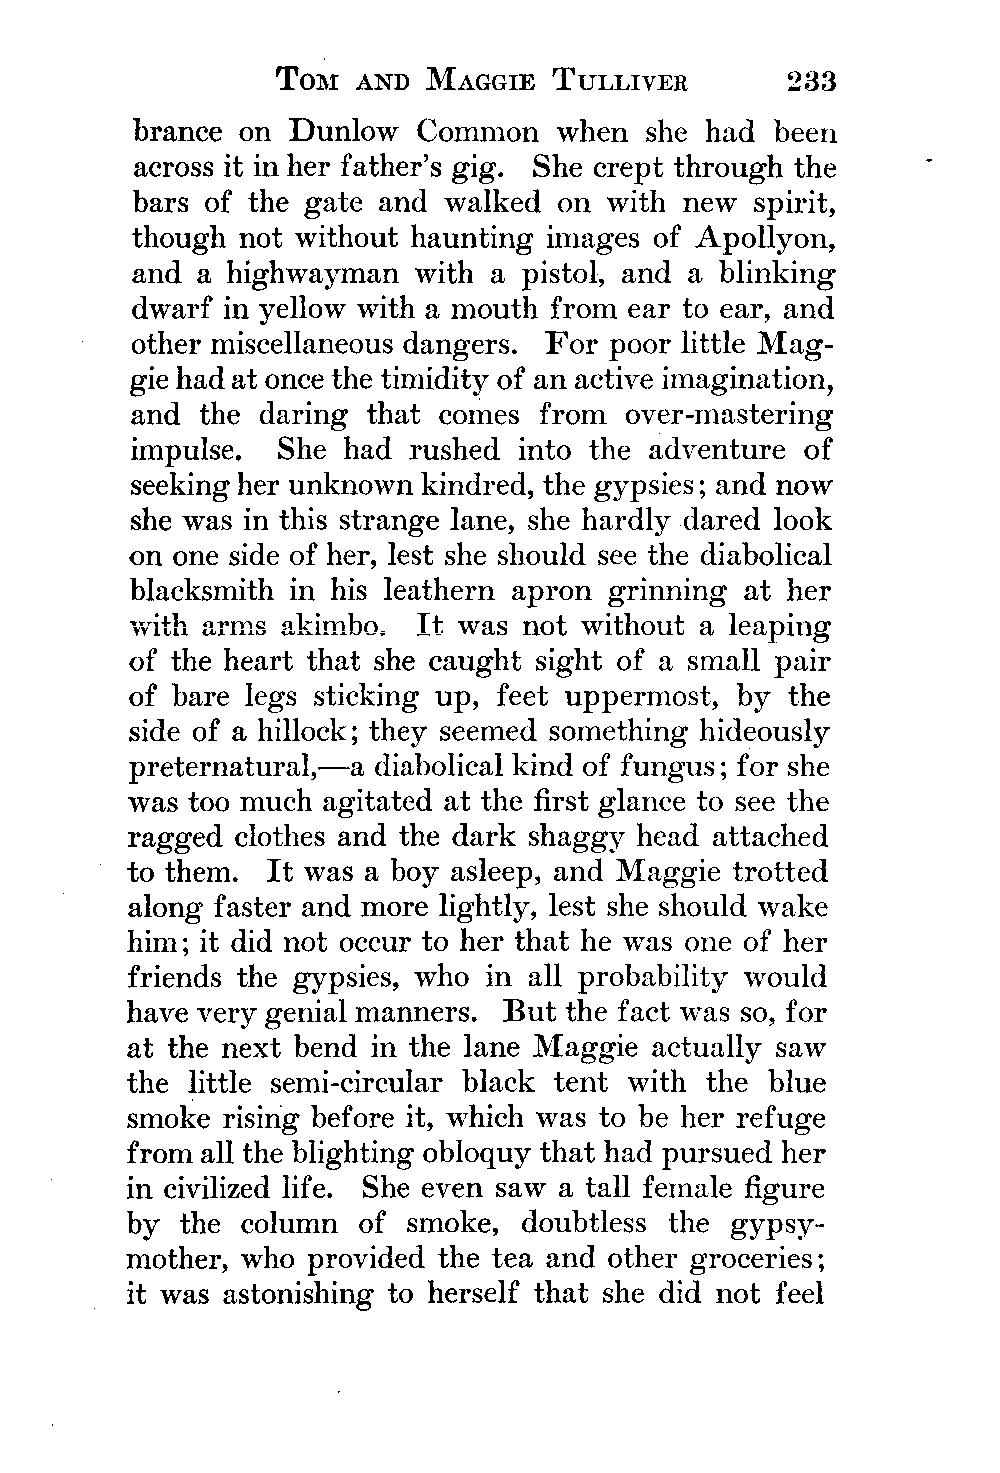 TOM AND MAGGIE TULLIVER 233
brance on Dunlow Common when she had been
across it in her father's gig. She crept through the
bars of the gate and walked on with new spirit,
though not without haunting images of Apollyon,
and a highwayman with a pistol, and a blinking
dwarf in yellow with a mouth from ear to ear, and
other miscellaneous dangers. For poor little Mag-
gie had at once the timidity of an active imagination,
and the daring that comes from over-mastering
impulse. She had rushed into the adventure of
seeking her unknown kindred, the gypsies; and now
she was in this strange lane, she hardly dared look
on one side of her, lest she should see the diabolical
blacksmith in his leathern apron grinning at her
with arms akimbo. It was not without a leaping
of the heart that she caught sight of a small pair
of bare legs sticking up, feet uppermost, by the
side of a hillock; they seemed something hideously
preternatural,—a diabolical kind of fungus; for she
was too much agitated at the first glance to see the
ragged clothes and the dark shaggy head attached
to them. It was a boy asleep, and Maggie trotted
along faster and more lightly, lest she should wake
him; it did not occur to her that he was one of her
friends the gypsies, who in all probability would
have very genial manners. But the fact was so, for
at the next bend in the lane Maggie actually saw
the little semi-circular black tent with the blue
smoke rising before it, which was to be her refuge
from all the blighting obloquy that had pursued her
in civilized life. She even saw a tall female figure
by the column of smoke, doubtless the gypsy-
mother, who provided the tea and other groceries;
it was astonishing to herself that she did not feel